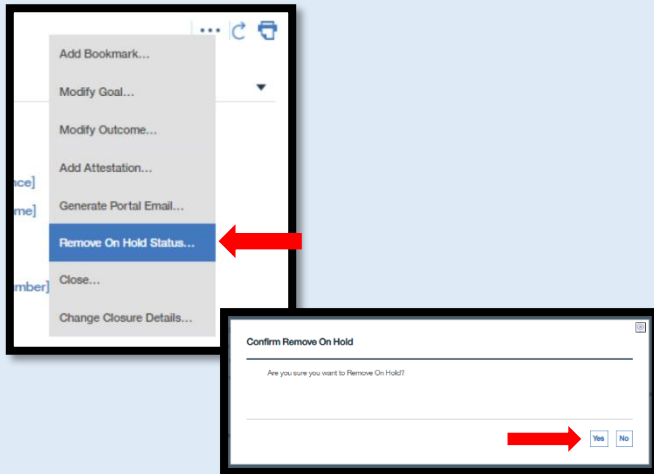 Add Bookmark...
Modify Goal...
Modify Outcome...
Add Attestation...
nce]
Generate Portal Email...
me]
Remove On Hold Status...
Close...
mber]
Change Closure Details...
Confirm Remove On Hold
Are you sure you want to Remove On Hold?
Yes No